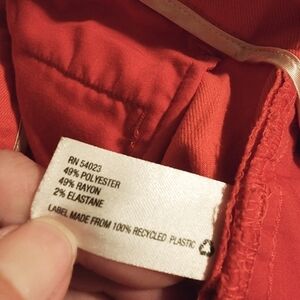 RN 54023
49% POLYESTER
49% RAYON
2% ELASTANE
LABEL MADE FROM 100% RECYCLED PLASTIC